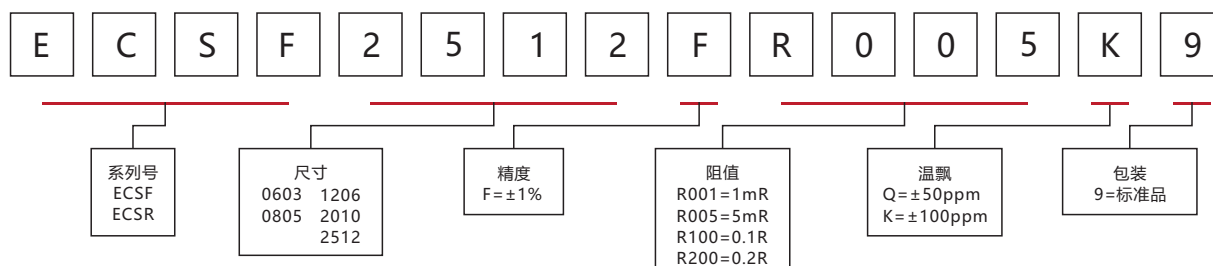 E C S F 2 5 1 2 F R 0 0 5 K 9
系列号
ECSF
ECSR
尺寸
0603 1206
0805 2010
2512
精度
F=±1%
阻值
R001=1mR
R005=5mR
R100=0.1R
R200=0.2R
温飘
Q=±50ppm
K=±100ppm
包装
9=标准品